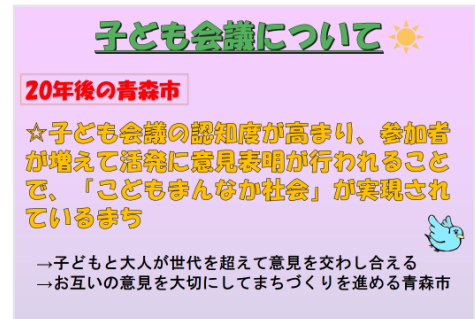 子ども会議について
20年後の青森市
☆子ども会議の認知度が高まり、参加者
が増えて活発に意見表明が行われること
で、「こどもまんなか社会」が実現され
ているまち
→子どもと大人が世代を超えて意見を交わし合える
→お互いの意見を大切にしてまちづくりを進める青森市